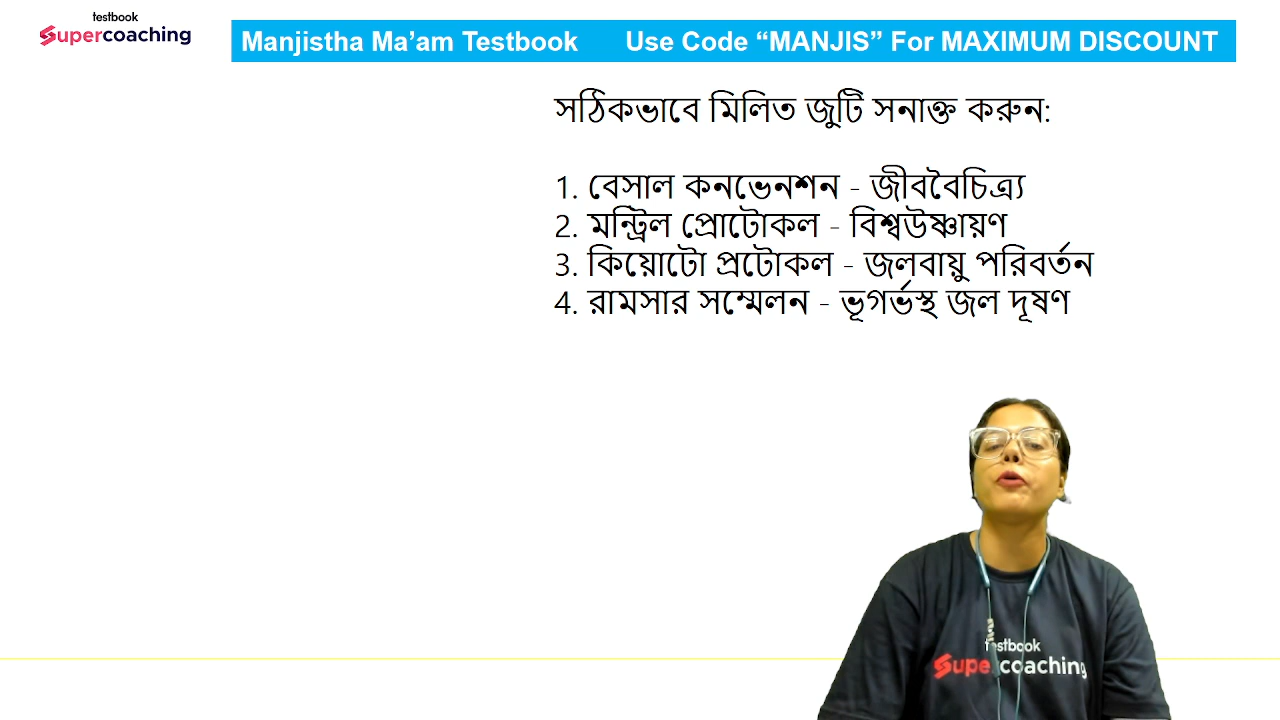 testbook
Supercoaching
Manjistha Ma’am Testbook Use Code “MANJIS” For MAXIMUM DISCOUNT
সঠিকভাবে মিলিত জুটি সনাক্ত করুন:
1. বেসাল কনভেনশন - জীববৈচিত্র্য
2. মন্ট্রিল প্রোটোকল - বিশ্বউষ্ণায়ণ
3. কিয়োটো প্রটোকল - জলবায়ু পরিবর্তন
4. রামসার সম্মেলন - ভূগর্ভস্থ জল দূষণ
testbook
Supercoaching